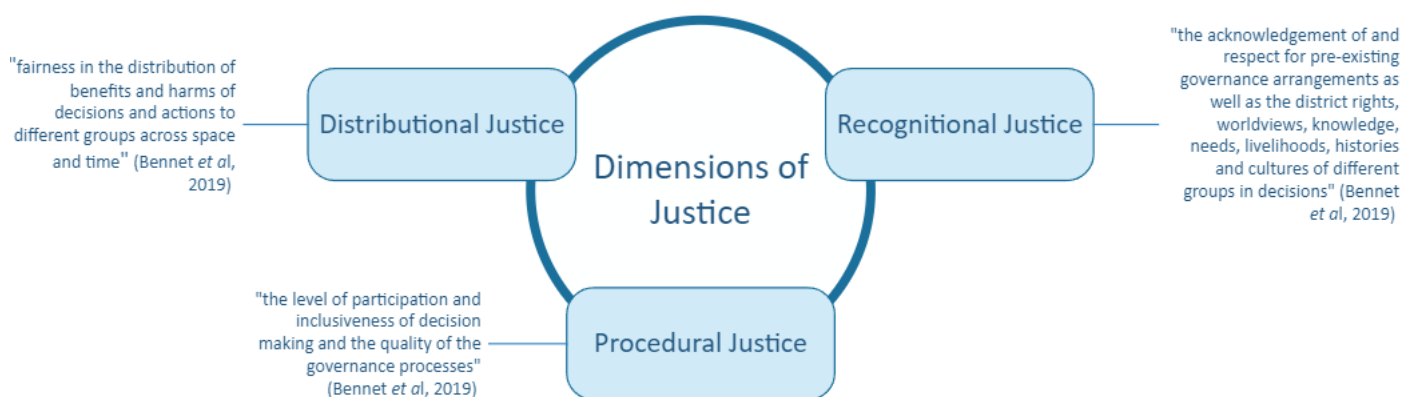 "fairness in the distribution of
benefits and harms of
decisions and actions to
different groups across space
and time" (Bennet et al,
2019)
Distributional Justice
Dimensions of
Justice
Recognitional Justice
"the acknowledgement of and
respect for pre-existing
governance arrangements as
well as the district rights,
worldviews, knowledge,
needs, livelihoods, histories
and cultures of different
groups in decisions" (Bennet
et al, 2019)
"the level of participation and
inclusiveness of decision
making and the quality of the
governance processes"
(Bennet et al, 2019)
Procedural Justice